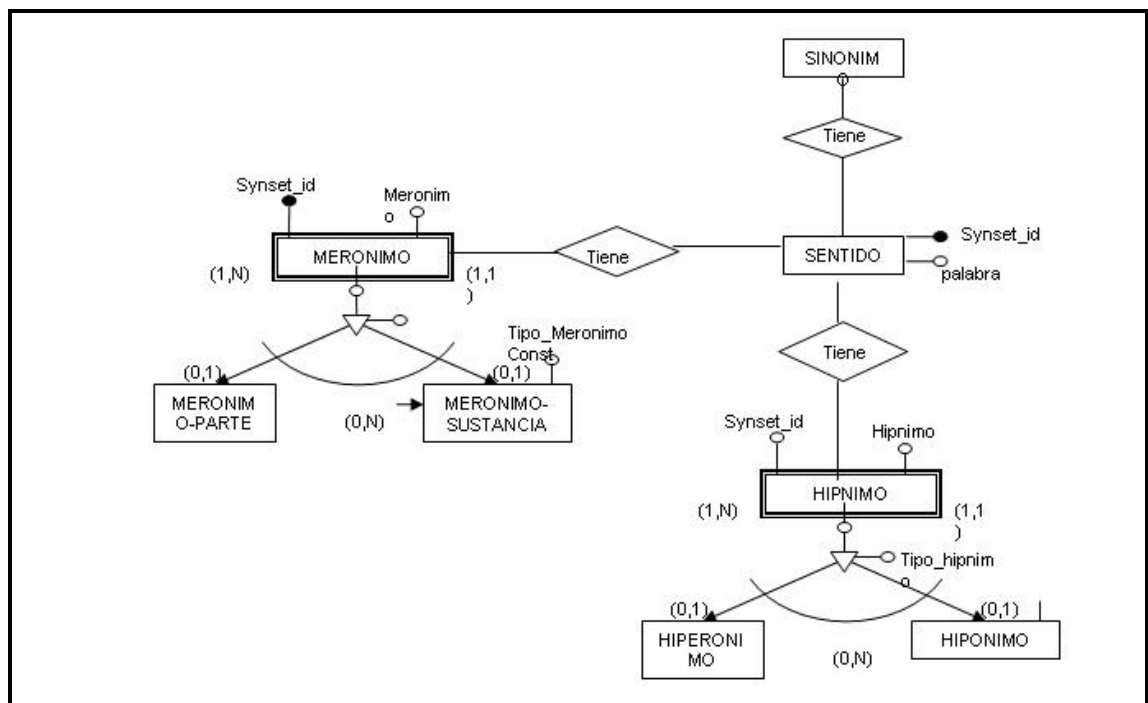 SINONIM
Tiene
Synset_id
Meronim
o
MERONIMO
(1,N)
(1,1
)
Tiene
SENTIDO
Synset_id
palabra
Tipo_Meronimo
Const
(0,1)
(0,1)
MERONIM
O-PARTE
(0,N)
MERONIMO-
SUSTANCIA
Tiene
Synset_id
Hipnimo
HIPNIMO
(1,N)
(1,1
)
Tipo_hipnim
o
(0,1)
(0,1)
HIPERONI
MO
(0,N)
HIPONIMO